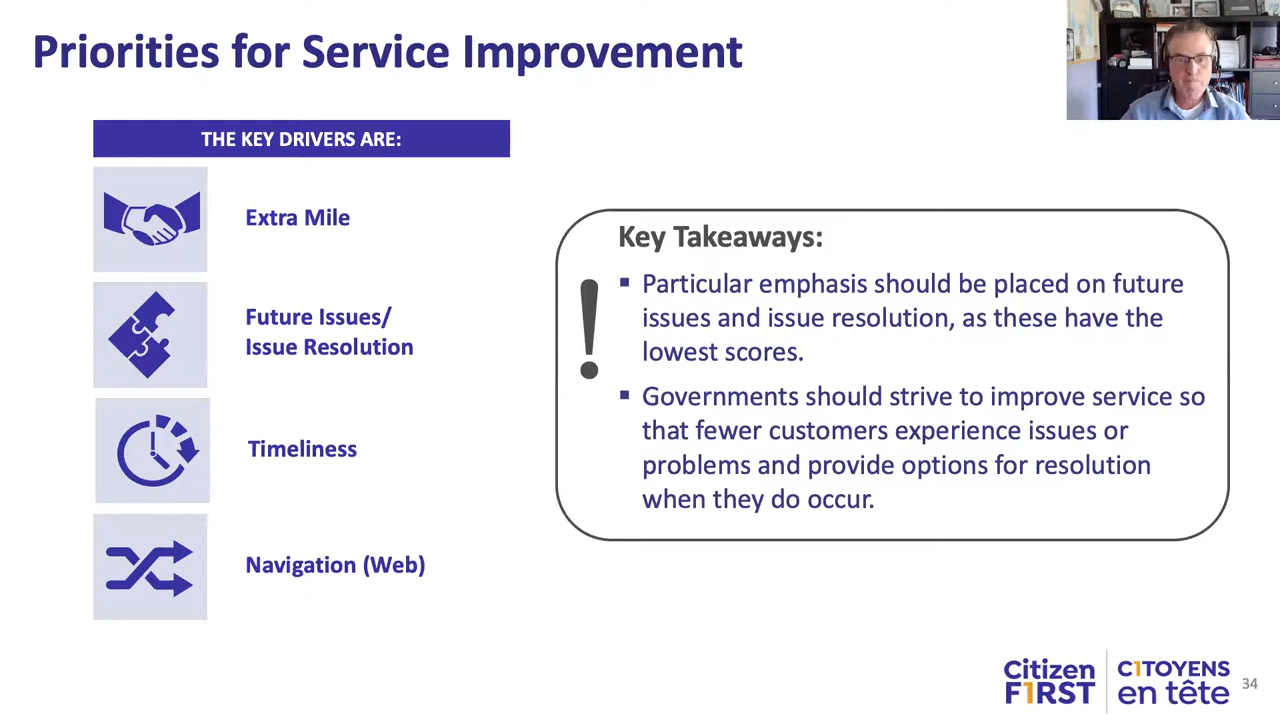 Priorities for Service Improvement
THE KEY DRIVERS ARE:
Extra Mile
Future Issues/
Issue Resolution
Timeliness
Navigation (Web)
Key Takeaways:
▪ Particular emphasis should be placed on future
issues and issue resolution, as these have the
lowest scores.
▪ Governments should strive to improve service so
that fewer customers experience issues or
problems and provide options for resolution
when they do occur.
Citizen
F1RST
C1TOYENS
en tête
34